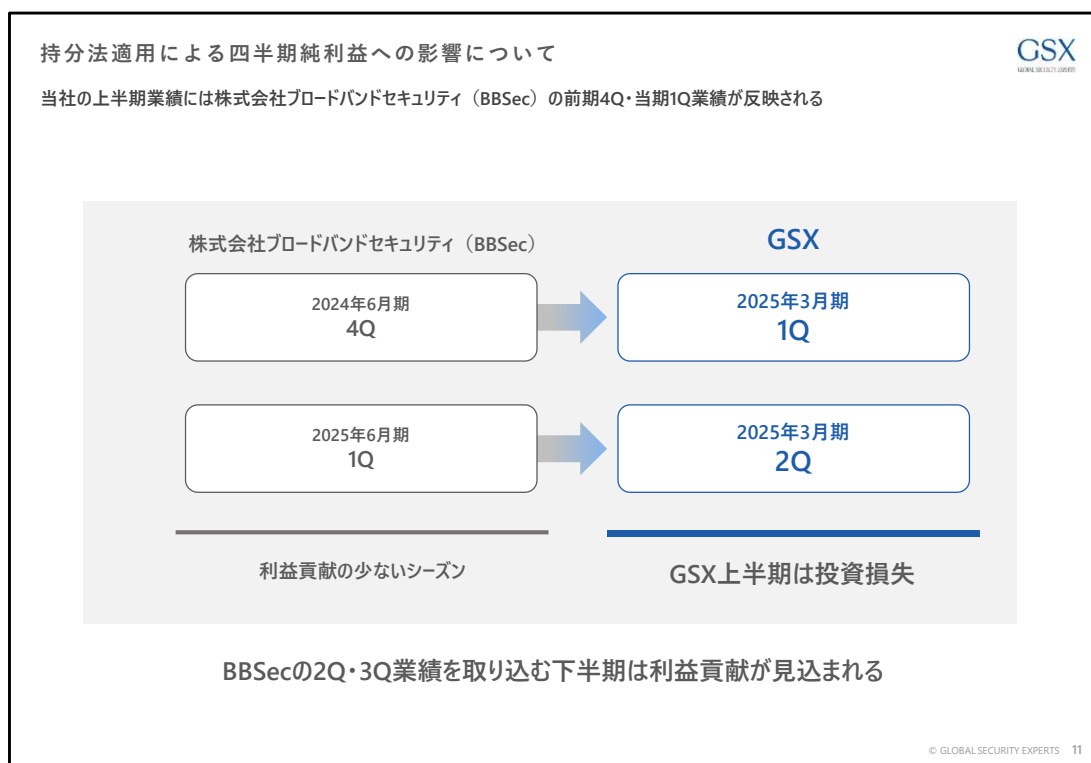 持分法適用による四半期純利益への影響について
GSX
GLOBAL SECURITY EXPERTS
当社の上半期業績には株式会社ブロードバンドセキュリティ（BBSec）の前期4Q・当期1Q業績が反映される
株式会社ブロードバンドセキュリティ（BBSec）
GSX
2024年6月期
4Q
2025年3月期
1Q
2025年6月期
1Q
2025年3月期
2Q
利益貢献の少ないシーズン
GSX上半期は投資損失
BBSecの2Q・3Q業績を取り込む下半期は利益貢献が見込まれる
© GLOBAL SECURITY EXPERTS 11